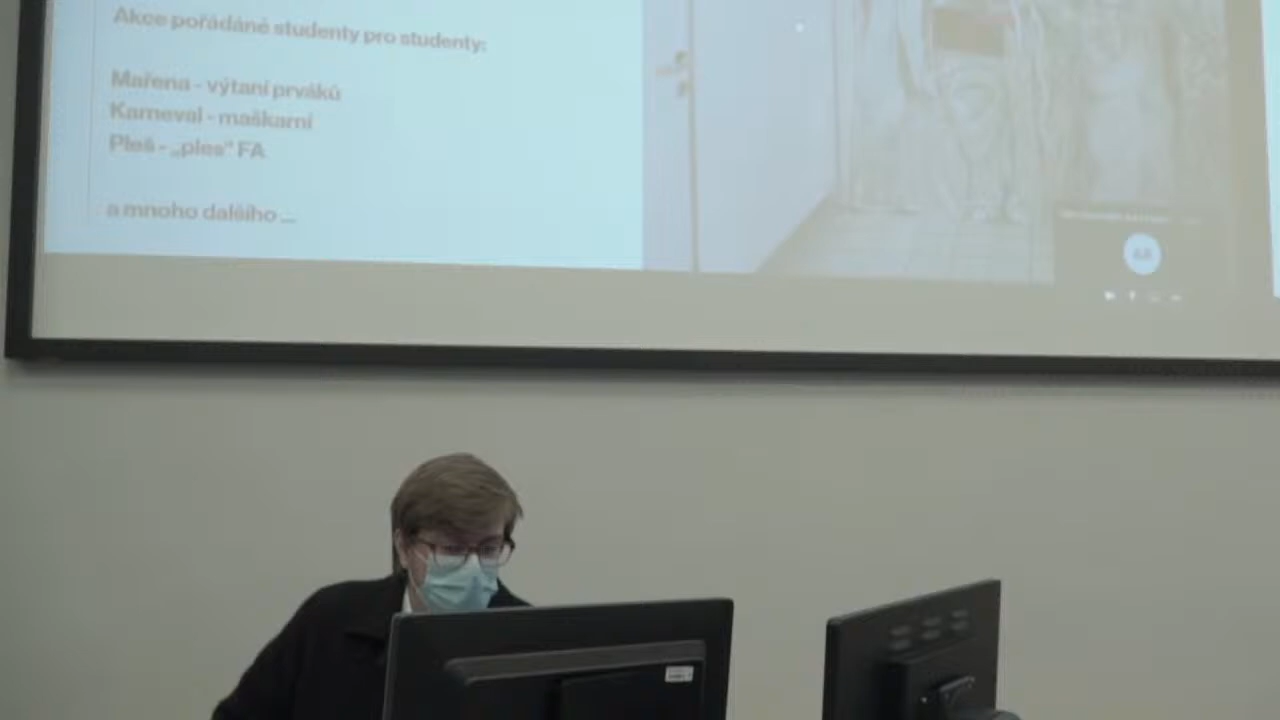 Akce pořádané studenty pro studenty:
Mařena - výtaní prváků
Karneval - maškarní
Pleš - „ples" FA
a mnoho dalšího ...